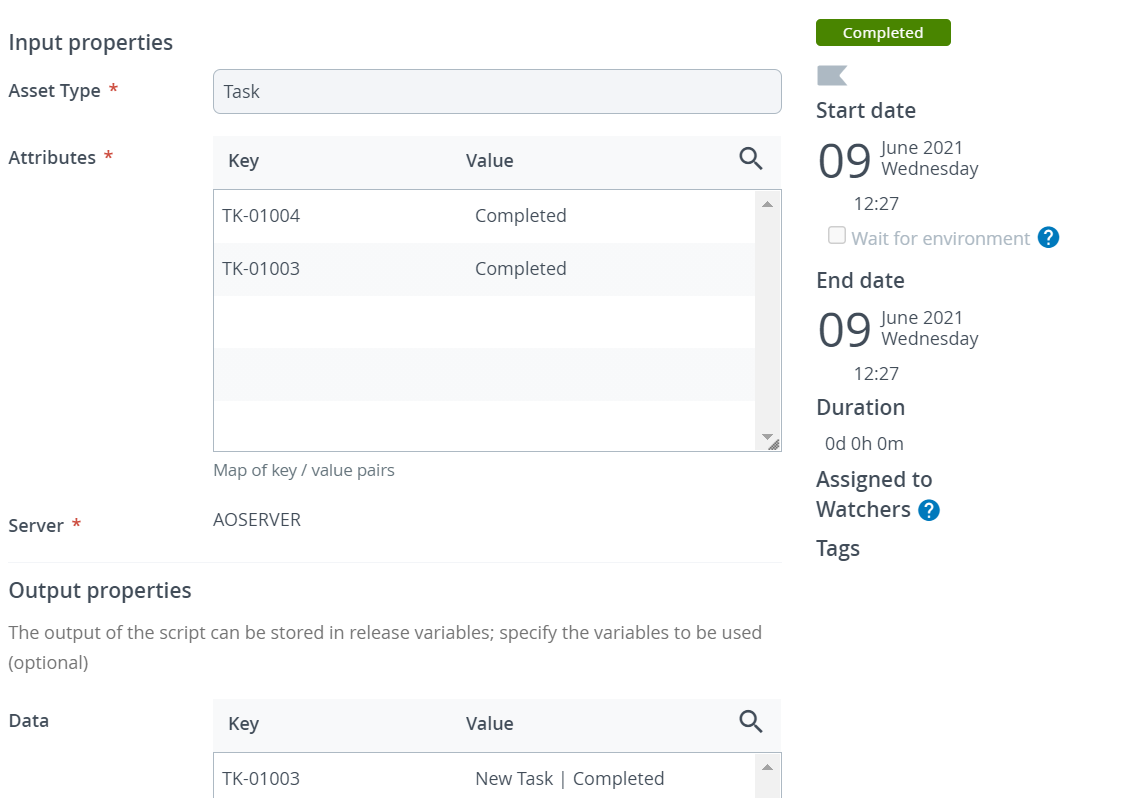 Input properties
Asset Type *
Task
Attributes *
Key Value
TK-01004 Completed
TK-01003 Completed
Map of key / value pairs
Server *
AOSERVER
Output properties
The output of the script can be stored in release variables; specify the variables to be used
(optional)
Data
Key Value
TK-01003 New Task | Completed
Completed
Start date
09
June 2021
Wednesday
12:27
Wait for environment ?
End date
09
June 2021
Wednesday
12:27
Duration
0d 0h 0m
Assigned to
Watchers ?
Tags